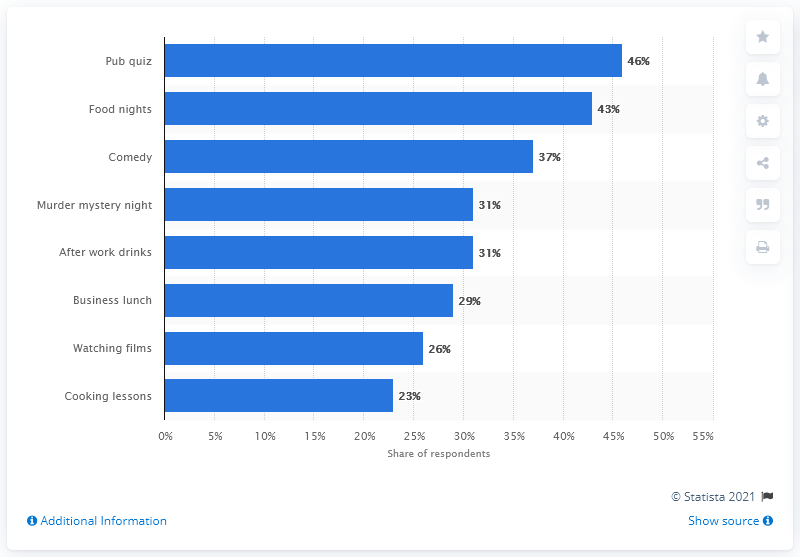 Pub quiz 46%
Food nights 43%
Comedy 37%
Murder mystery night 31%
After work drinks 31%
Business lunch 29%
Watching films 26%
Cooking lessons 23%
0% 5% 10% 15% 20% 25% 30% 35% 40% 45% 50% 55%
Share of respondents
© Statista 2021
Additional Information Show source